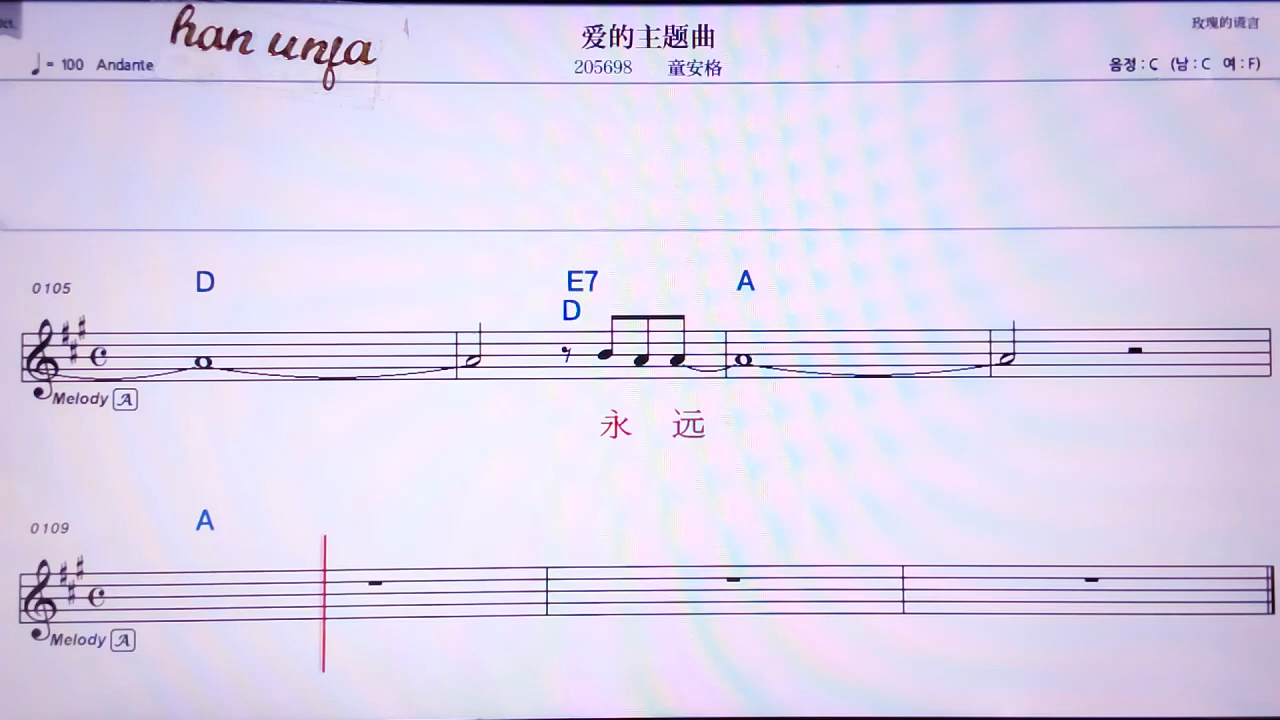 han unfa
爱的主题曲
玫瑰的谎言
♩= 100 Andante
205698 童安格
음정 : C (남 : C 여 : F)
0105
D
E7
D
A
Melody A
永 远
0109
A
Melody A